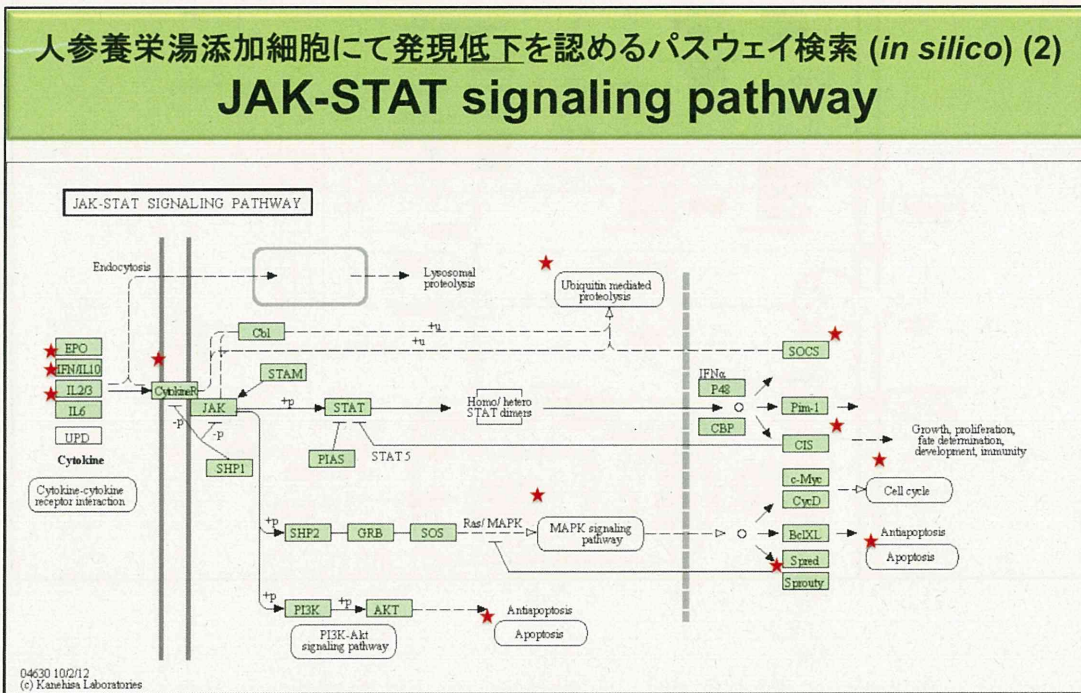 人参養栄湯添加細胞にて発現低下を認めるパスウェイ検索 (in silico) (2)
JAK-STAT signaling pathway
JAK-STAT SIGNALING PATHWAY
Endocytosis
Lysosomal
proteolysis
Ubiquitin mediated
proteolysis
Cbl
+u
+u
EPO
IFN/IL10
IL2/3
IL6
UPD
Cytokine
Cytokine-cytokine
receptor interaction
CytokineR
JAK
STAM
-p
-p
SHP1
+p
STAT
PIAS
STAT 5
Homo/ hetero
STAT dimers
IFNα
P48
CBP
SOCS
Pim-1
CIS
Growth, proliferation,
fate determination,
development, immunity
c-Myc
CycD
Cell cycle
+p
SHP2
GRB
SOS
Ras/ MAPK
MAPK signaling
pathway
BclXL
Antiapoptosis
Apoptosis
Spred
Sprouty
+p
PI3K
+p
AKT
Antiapoptosis
Apoptosis
PI3K-Akt
signaling pathway
04630 10/2/12
(c) Kanehisa Laboratories